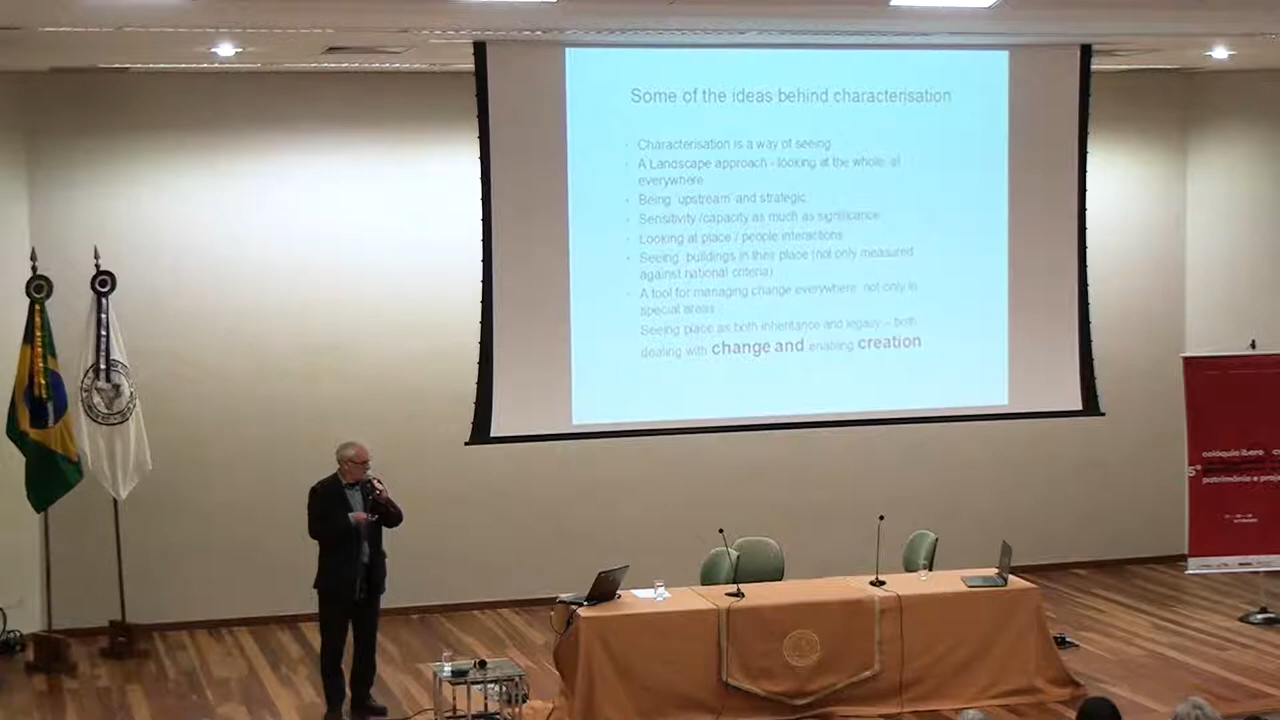 Some of the ideas behind characterisation
Characterisation is a way of seeing
A Landscape approach - looking at the whole, at
everywhere
Being 'upstream' and strategic
Sensitivity /capacity as much as significance
Looking at place / people interactions
Seeing buildings in their place (not only measured
against national criteria)
A tool for managing change everywhere, not only in
special areas
Seeing place as both inheritance and legacy – both
dealing with change and enabling creation
colóquio ibero
5º
patrimônio e proj